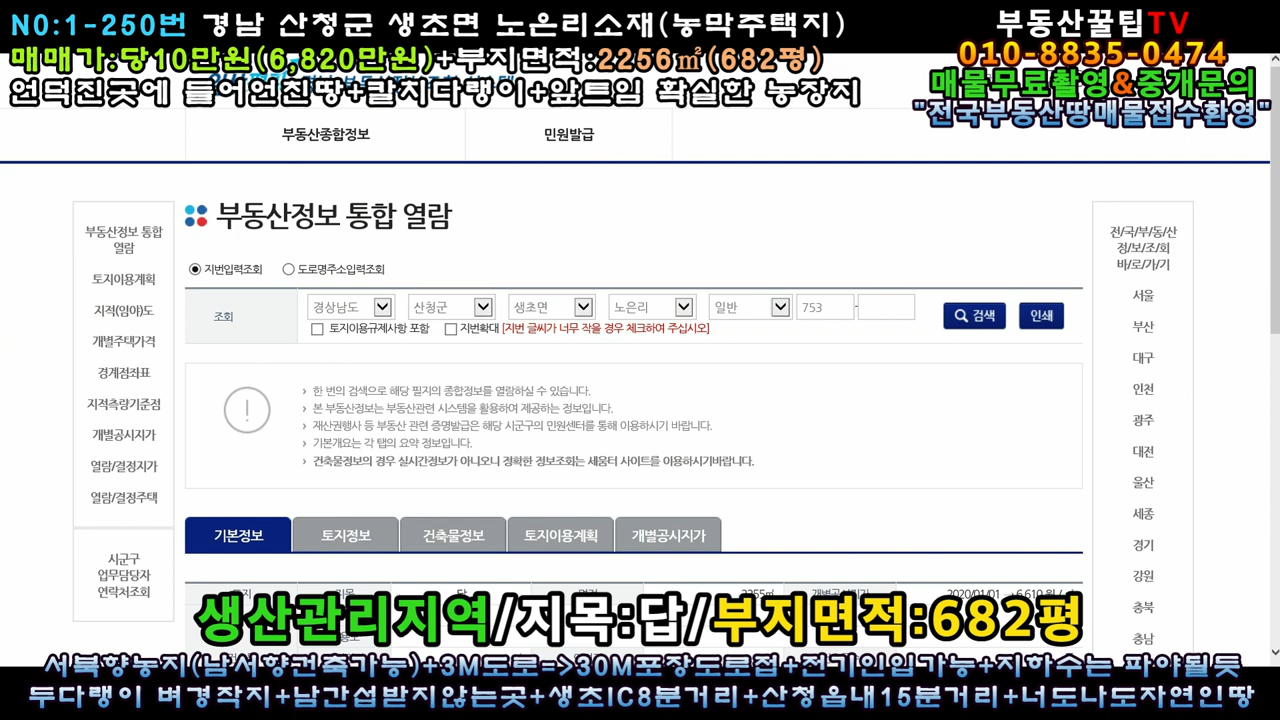 NO:1-250번 경남 산청군 생초면 노은리소재(농막주택지)
매매가:당10만원(6,820만원)+부지면적:2256㎡(682평)
언덕진곳에 들어언진땅+칼치다랭이+앞트임 확실한 농장지
부동산꿀팁TV
010-8835-0474
매물무료촬영&중개문의
"전국부동산땅매물접수환영"
부동산종합정보
민원발급
부동산정보 통합
열람
토지이용계획
지적(임야)도
개별주택가격
경계점좌표
지적측량기준점
개별공시지가
열람/결정지가
열람/결정주택
시군구
업무담당자
연락처조회
부동산정보 통합 열람
지번입력조회 도로명주소입력조회
조회
경상남도 산청군 생초면 노은리 일반 753 -
검색 인쇄
토지이용규제사항 포함 지번확대 [지번 글씨가 너무 작을 경우 체크하여 주십시오]
› 한 번의 검색으로 해당 필지의 종합정보를 열람하실 수 있습니다.
› 본 부동산정보는 부동산관련 시스템을 활용하여 제공하는 정보입니다.
› 재산권행사 등 부동산 관련 증명발급은 해당 시군구의 민원센터를 통해 이용하시기 바랍니다.
› 기본개요는 각 탭의 요약 정보입니다.
› 건축물정보의 경우 실시간정보가 아니오니 정확한 정보조회는 세움터 사이트를 이용하시기바랍니다.
기본정보 토지정보 건축물정보 토지이용계획 개별공시지가
전/국/부/동/산
정/보/조/회
바/로/가/기
서울
부산
대구
인천
광주
대전
울산
세종
경기
강원
충북
충남
생산관리지역/지목:답/부지면적:682평
서북향농지(남서향건축가능)+3M도로=>30M포장도로접+전기인입가능+지하수는 파야될듯
두다랭이 벼경작지+남간섭받지않는곳+생초IC8분거리+산청읍내15분거리+너도나도자연인땅